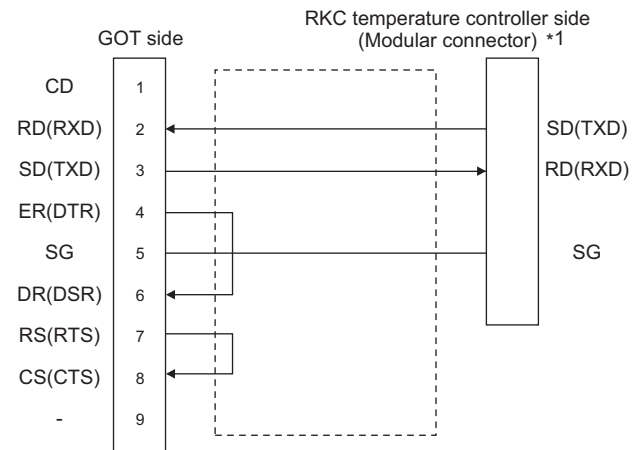 RKC temperature controller side
GOT side
(Modular connector) *1
CD 1
RD(RXD) 2 SD(TXD)
SD(TXD) 3 RD(RXD)
ER(DTR) 4
SG 5 SG
DR(DSR) 6
RS(RTS) 7
CS(CTS) 8
- 9